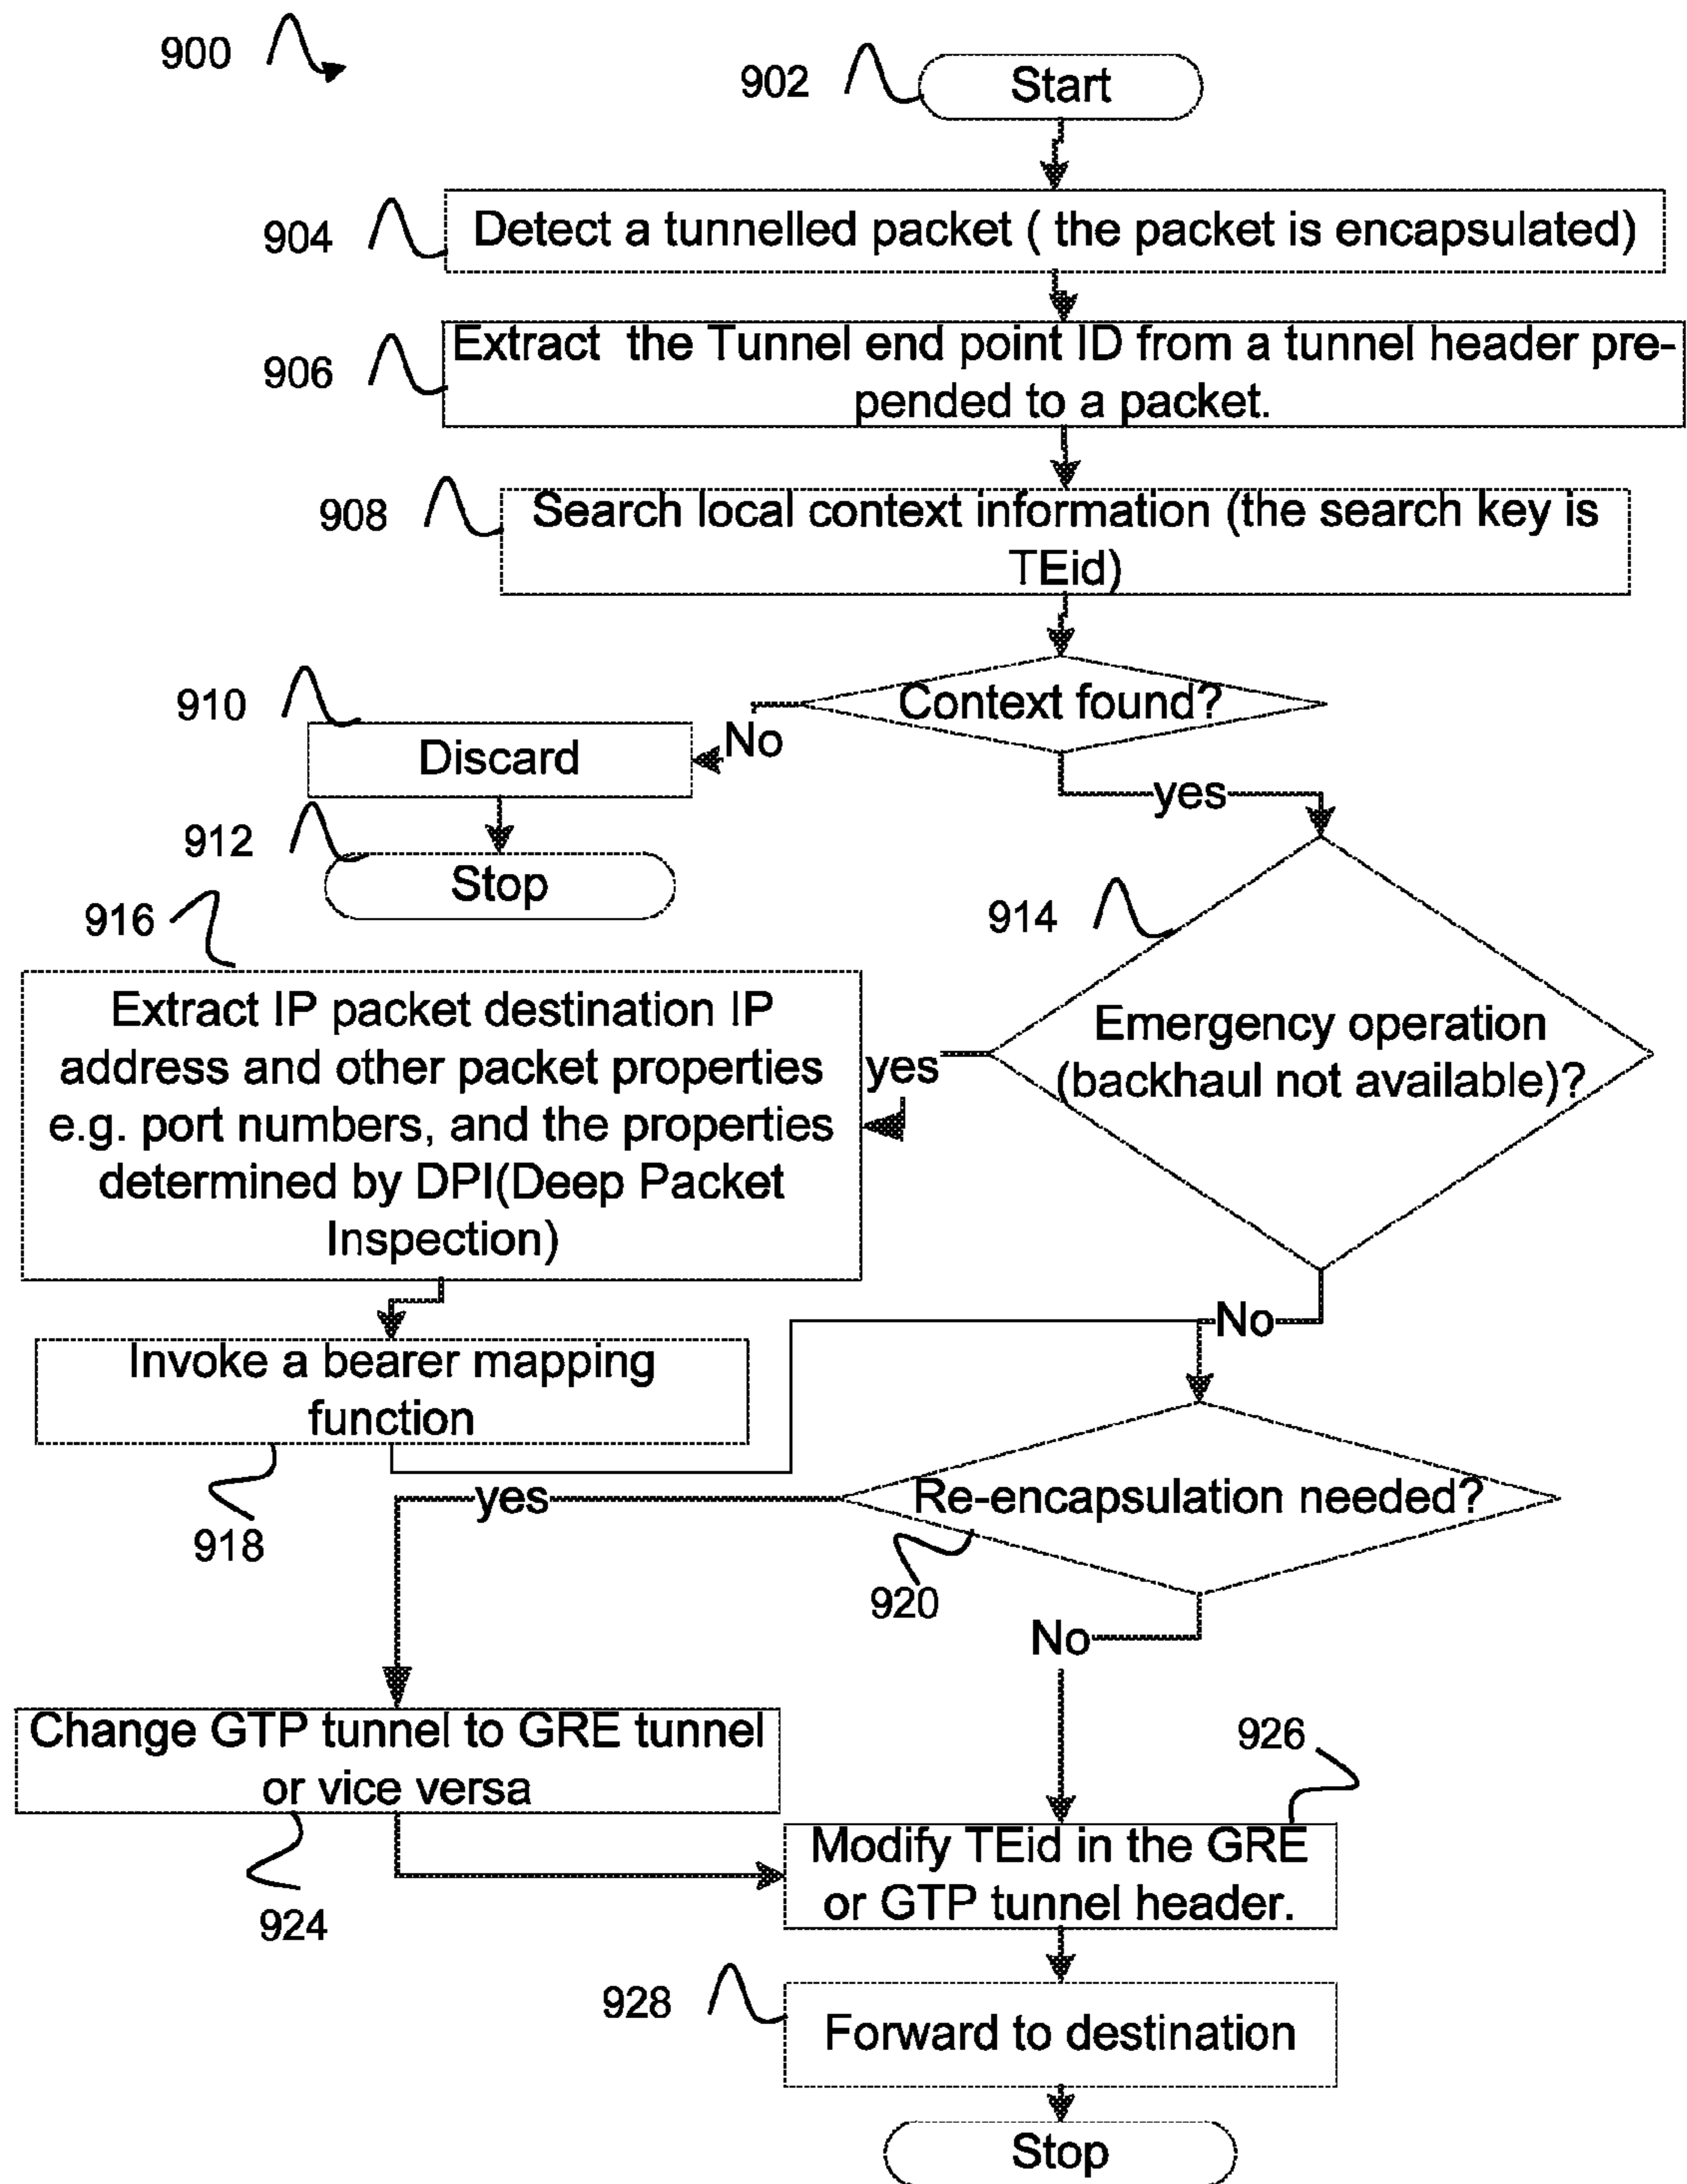 900
902
Start
904
Detect a tunnelled packet ( the packet is encapsulated)
906
Extract the Tunnel end point ID from a tunnel header pre-
pended to a packet.
908
Search local context information (the search key is
TEid)
Context found?
910
No
Discard
yes
912
Stop
914
916
Emergency operation
(backhaul not available)?
yes
Extract IP packet destination IP
address and other packet properties
e.g. port numbers, and the properties
determined by DPI(Deep Packet
Inspection)
No
Invoke a bearer mapping
function
918
yes
Re-encapsulation needed?
920
No
Change GTP tunnel to GRE tunnel
or vice versa
924
926
Modify TEid in the GRE
or GTP tunnel header.
928
Forward to destination
Stop